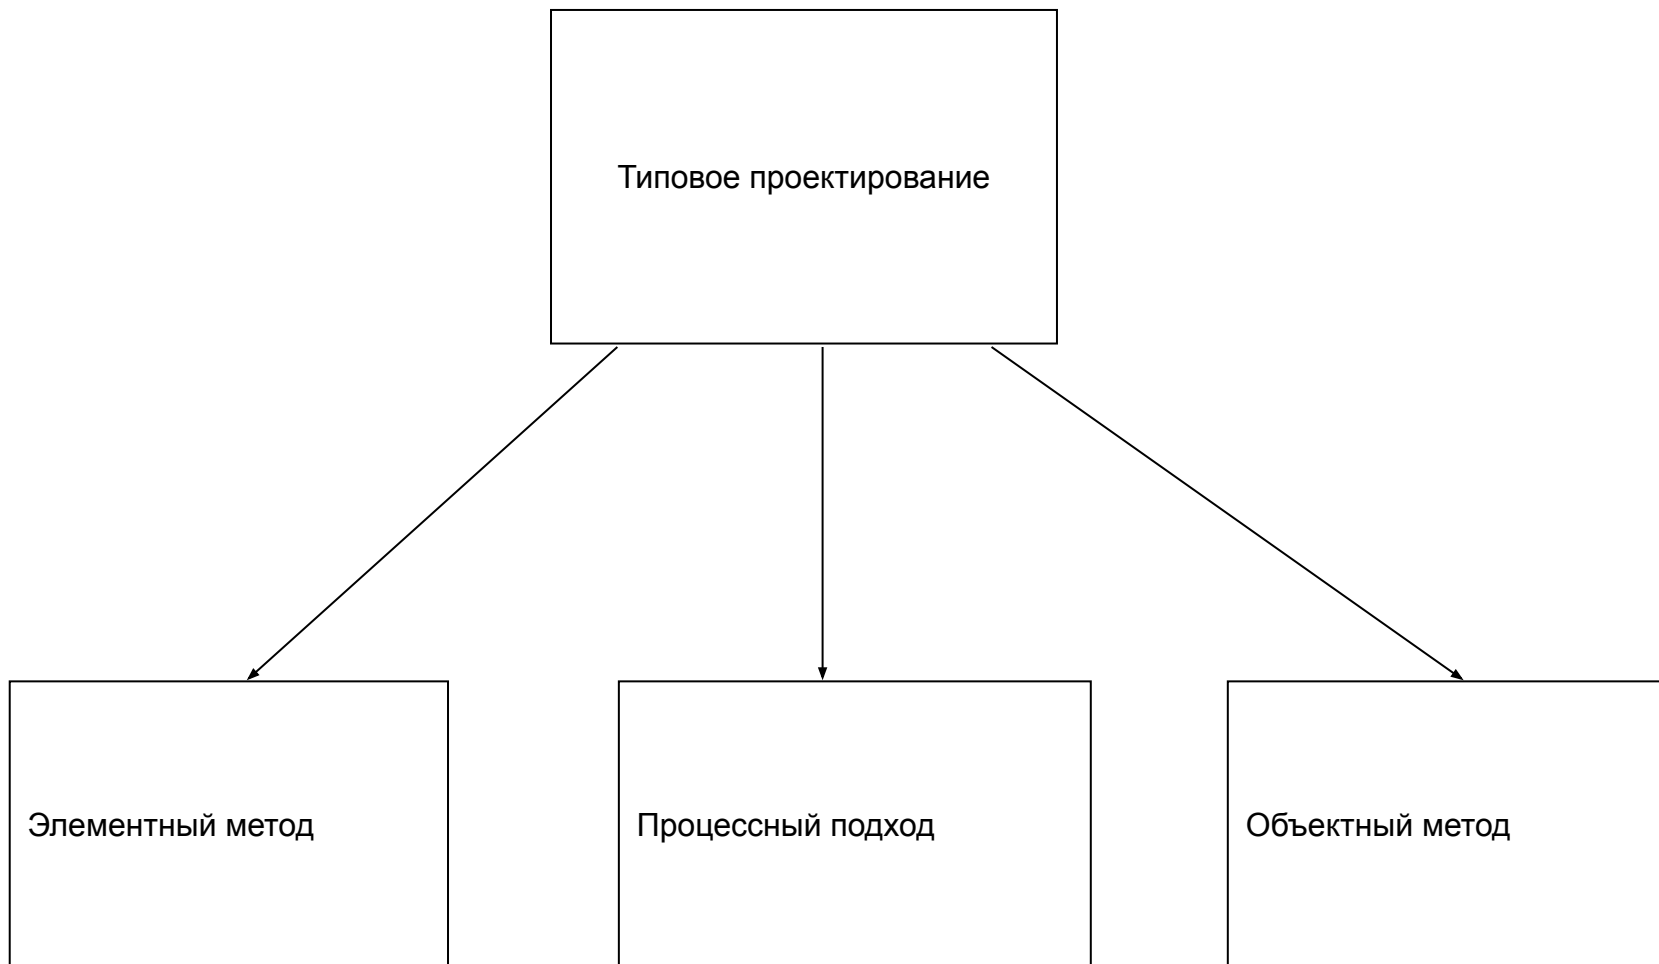 Типовое проектирование
Элементный метод
Процессный подход
Объектный метод